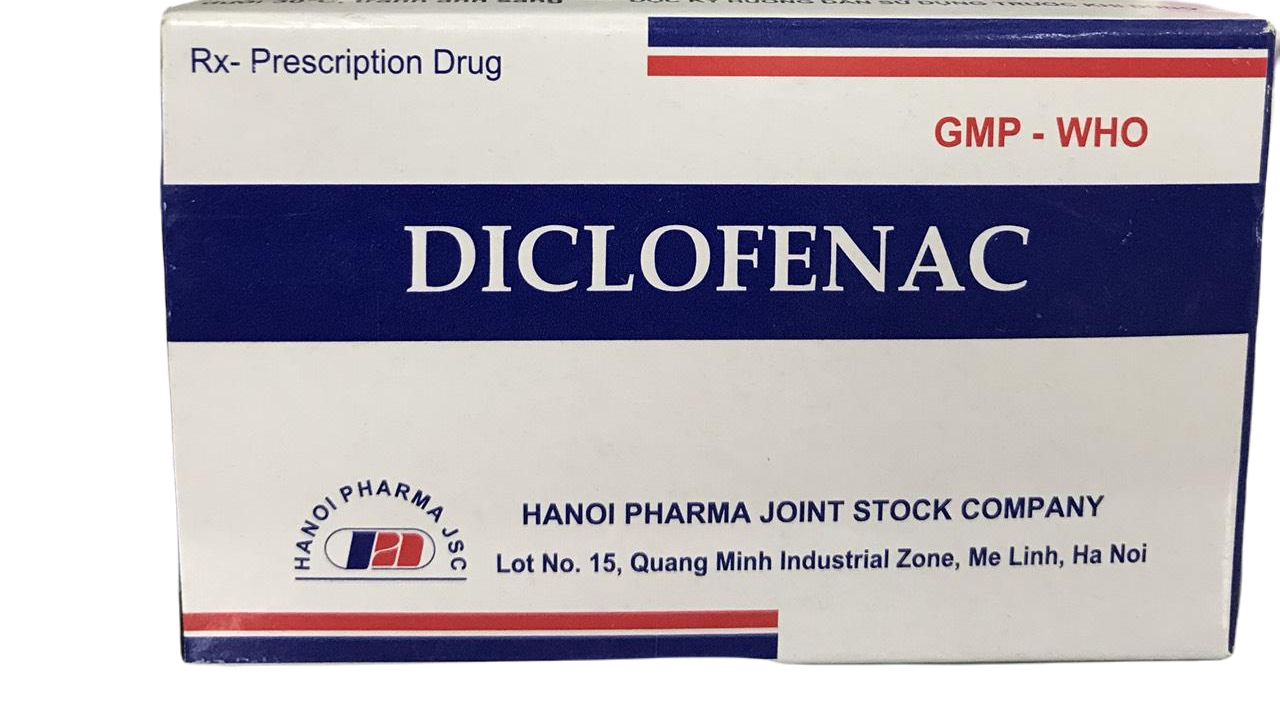 Rx- Prescription Drug
GMP - WHO
DICLOFENAC
HANOI PHARMA JSC
HANOI PHARMA JOINT STOCK COMPANY
Lot No. 15, Quang Minh Industrial Zone, Me Linh, Ha Noi